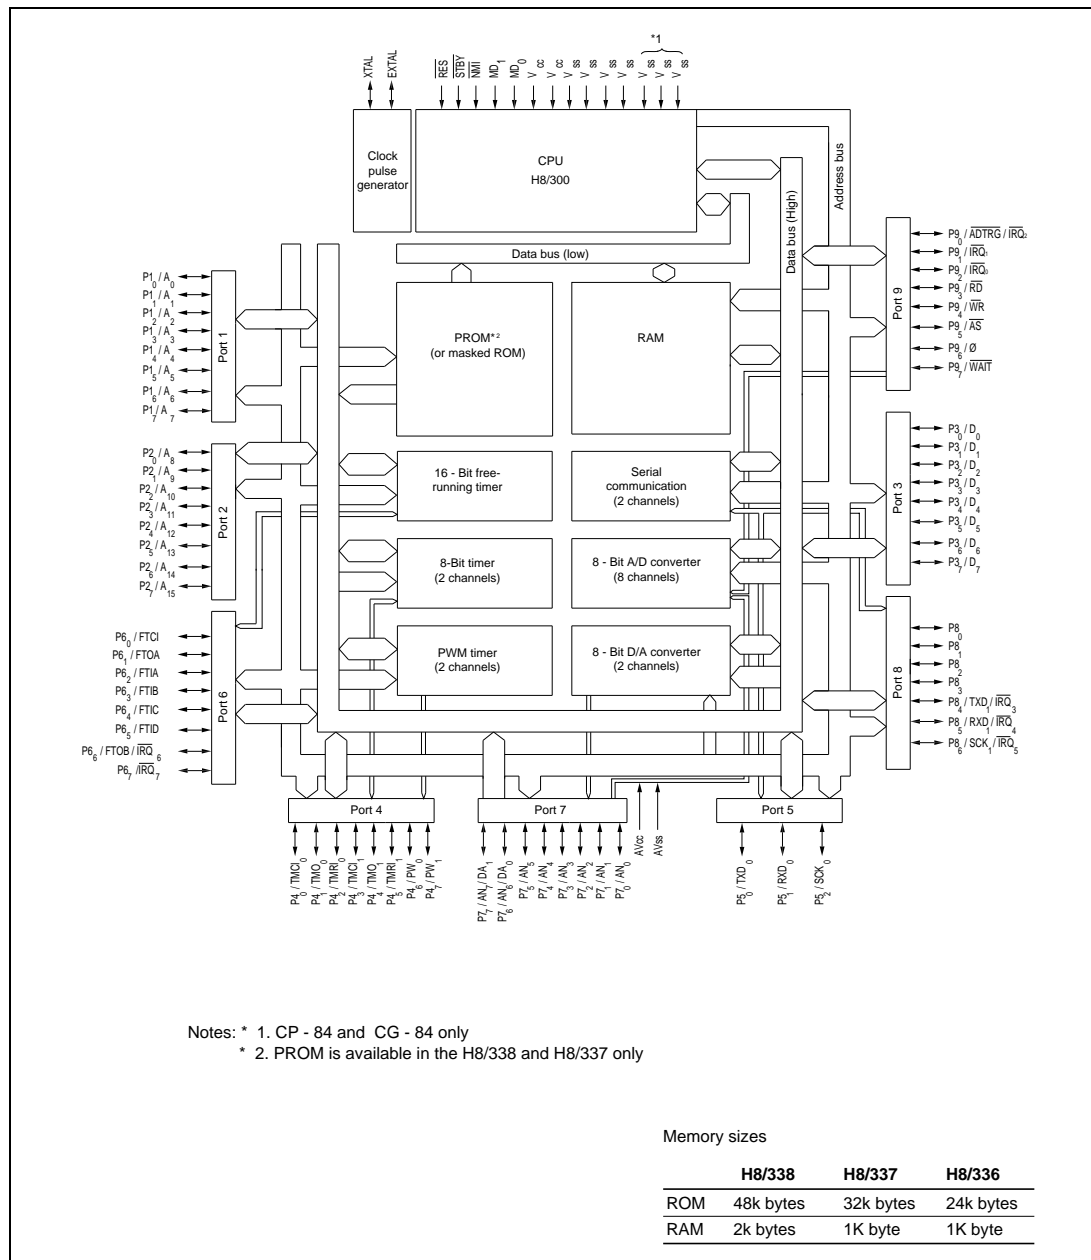 *1
XTAL
EXTAL
RES
STBY
NMI
MD1
MD0
Vcc
Vcc
Vss
Vss
Vss
Vss
Vss
Vss
Vss
Clock
pulse
generator
CPU
H8/300
Address bus
Data bus (High)
Data bus (low)
PROM*2
(or masked ROM)
RAM
16 - Bit free-
running timer
Serial
communication
(2 channels)
8-Bit timer
(2 channels)
8 - Bit A/D converter
(8 channels)
PWM timer
(2 channels)
8 - Bit D/A converter
(2 channels)
P10 / A0
P11 / A1
P12 / A2
P13 / A3
P14 / A4
P15 / A5
P16 / A6
P17 / A7
Port 1
P20 / A8
P21 / A9
P22 / A10
P23 / A11
P24 / A12
P25 / A13
P26 / A14
P27 / A15
Port 2
P60 / FTCI
P61 / FTOA
P62 / FTIA
P63 / FTIB
P64 / FTIC
P65 / FTID
P66 / FTOB / IRQ6
P67 / IRQ7
Port 6
Port 9
P90 / ADTRG / IRQ2
P91 / IRQ1
P92 / IRQ0
P93 / RD
P94 / WR
P95 / AS
P96 / Ø
P97 / WAIT
Port 3
P30 / D0
P31 / D1
P32 / D2
P33 / D3
P34 / D4
P35 / D5
P36 / D6
P37 / D7
Port 8
P80
P81
P82
P83
P84 / TXD1 / IRQ3
P85 / RXD1 / IRQ4
P86 / SCK1 / IRQ5
Port 4
Port 7
Port 5
P40 / TMCI0
P41 / TMO0
P42 / TMRI0
P43 / TMCI1
P44 / TMO1
P45 / TMRI1
P46 / PW0
P47 / PW1
P77 / AN7 / DA1
P76 / AN6 / DA0
P75 / AN5
P74 / AN4
P73 / AN3
P72 / AN2
P71 / AN1
P70 / AN0
AVcc
AVss
P50 / TXD0
P51 / RXD0
P52 / SCK0
Notes: * 1. CP - 84 and CG - 84 only
* 2. PROM is available in the H8/338 and H8/337 only
Memory sizes
H8/338 H8/337 H8/336
ROM 48k bytes 32k bytes 24k bytes
RAM 2k bytes 1K byte 1K byte